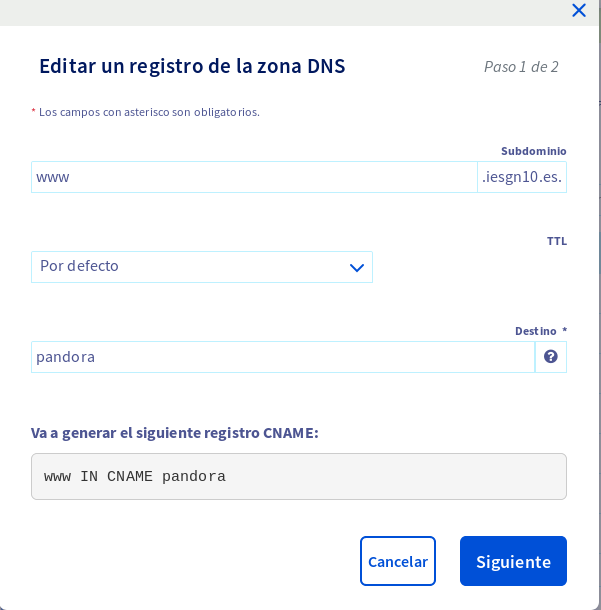 Editar un registro de la zona DNS
Paso 1 de 2
* Los campos con asterisco son obligatorios.
Subdominio
www
.iesgn10.es.
TTL
Por defecto
Destino *
pandora
Va a generar el siguiente registro CNAME:
www IN CNAME pandora
Cancelar
Siguiente